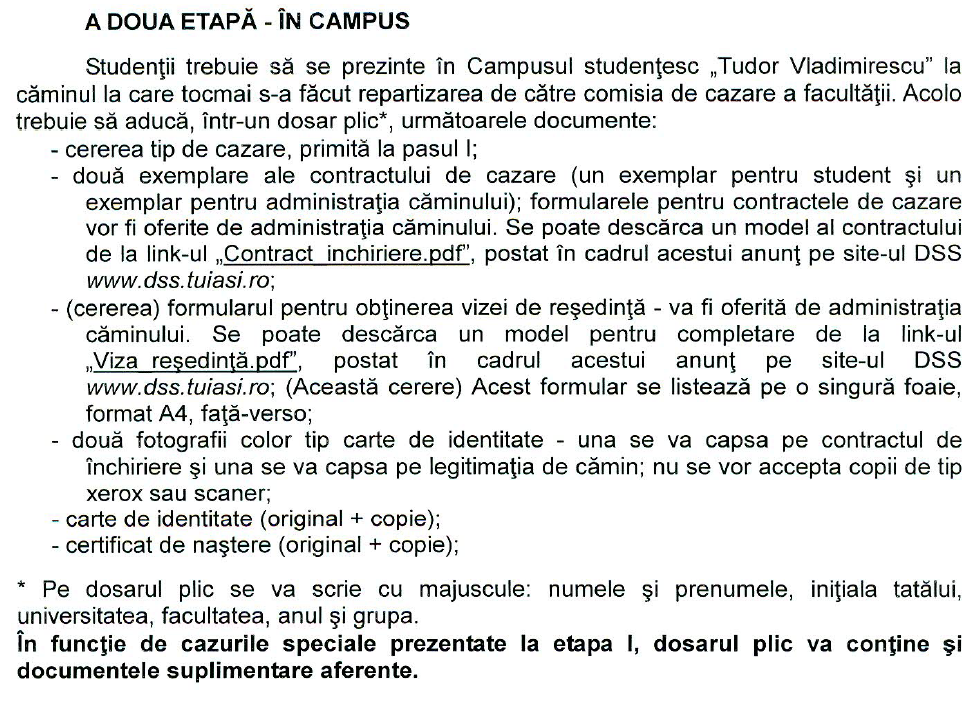 A DOUA ETAPĂ - ÎN CAMPUS
Studenţii trebuie să se prezinte în Campusul studenţesc „Tudor Vladimirescu” la
căminul la care tocmai s-a făcut repartizarea de către comisia de cazare a facultăţii. Acolo
trebuie să aducă, într-un dosar plic*, următoarele documente:
- cererea tip de cazare, primită la pasul I;
- două exemplare ale contractului de cazare (un exemplar pentru student şi un
exemplar pentru administraţia căminului); formularele pentru contractele de cazare
vor fi oferite de administraţia căminului. Se poate descărca un model al contractului
de la link-ul „Contract_inchiriere.pdf”, postat în cadrul acestui anunţ pe site-ul DSS
www.dss.tuiasi.ro;
- (cererea) formularul pentru obţinerea vizei de reşedinţă - va fi oferită de administraţia
căminului. Se poate descărca un model pentru completare de la link-ul
„Viza_reşedinţă.pdf”, postat în cadrul acestui anunţ pe site-ul DSS
www.dss.tuiasi.ro; (Această cerere) Acest formular se listează pe o singură foaie,
format A4, faţă-verso;
- două fotografii color tip carte de identitate - una se va capsa pe contractul de
închiriere şi una se va capsa pe legitimaţia de cămin; nu se vor accepta copii de tip
xerox sau scaner;
- carte de identitate (original + copie);
- certificat de naştere (original + copie);
* Pe dosarul plic se va scrie cu majuscule: numele şi prenumele, iniţiala tatălui,
universitatea, facultatea, anul şi grupa.
În funcţie de cazurile speciale prezentate la etapa I, dosarul plic va conţine şi
documentele suplimentare aferente.